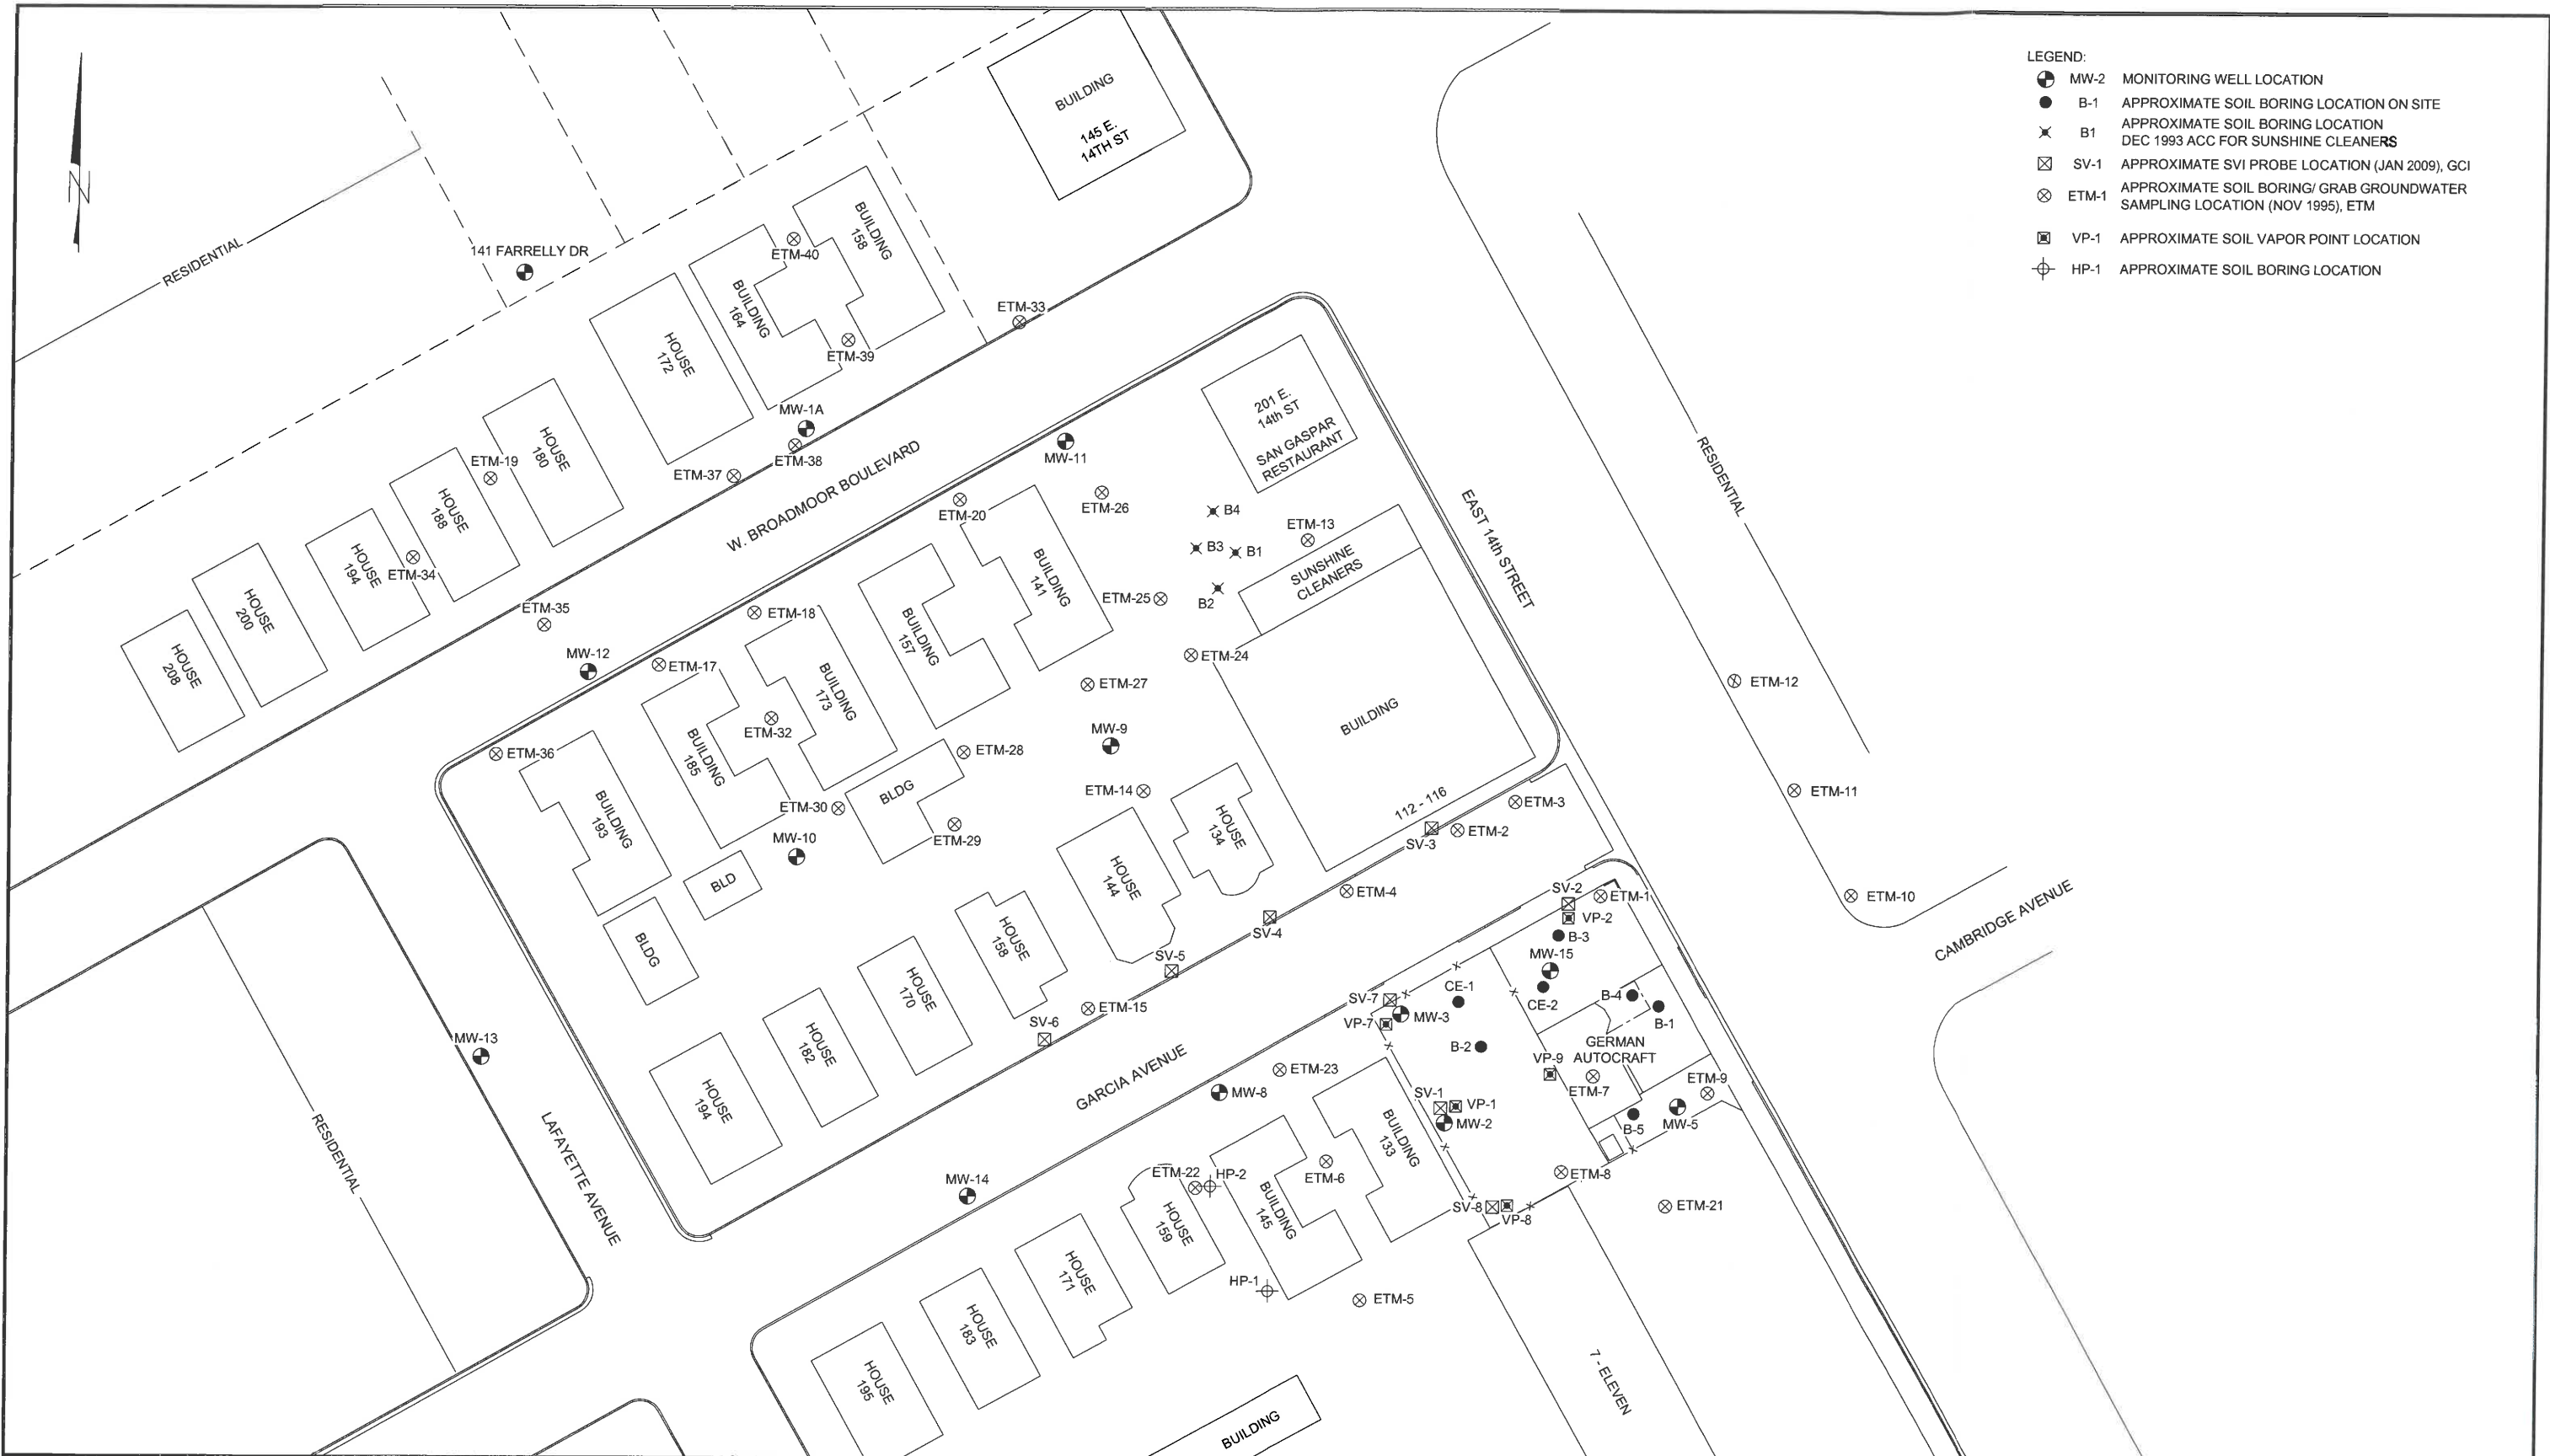 N
LEGEND:
MW-2 MONITORING WELL LOCATION
B-1 APPROXIMATE SOIL BORING LOCATION ON SITE
B1 APPROXIMATE SOIL BORING LOCATION
DEC 1993 ACC FOR SUNSHINE CLEANERS
SV-1 APPROXIMATE SVI PROBE LOCATION (JAN 2009), GCI
ETM-1 APPROXIMATE SOIL BORING/ GRAB GROUNDWATER
SAMPLING LOCATION (NOV 1995), ETM
VP-1 APPROXIMATE SOIL VAPOR POINT LOCATION
HP-1 APPROXIMATE SOIL BORING LOCATION
BUILDING
145 E.
14TH ST
RESIDENTIAL
141 FARRELLY DR
ETM-40
BUILDING
158
BUILDING
164
ETM-33
HOUSE
172
ETM-39
MW-1A
ETM-38
ETM-37
ETM-19
HOUSE
180
HOUSE
188
HOUSE
194
ETM-34
HOUSE
200
HOUSE
208
ETM-35
MW-12
W. BROADMOOR BOULEVARD
MW-11
201 E.
14th ST
SAN GASPAR
RESTAURANT
EAST 14th STREET
RESIDENTIAL
ETM-20
ETM-26
B4
B3
B1
B2
ETM-13
SUNSHINE
CLEANERS
BUILDING
141
ETM-25
ETM-18
BUILDING
157
ETM-24
ETM-17
BUILDING
173
ETM-27
ETM-12
ETM-32
BUILDING
185
MW-9
BUILDING
ETM-36
ETM-28
BUILDING
193
ETM-30
BLDG
ETM-14
ETM-11
112 - 116
ETM-3
ETM-29
HOUSE
134
ETM-2
SV-3
MW-10
BLD
HOUSE
144
ETM-4
SV-2
ETM-1
VP-2
ETM-10
CAMBRIDGE AVENUE
BLDG
HOUSE
158
SV-4
B-3
SV-5
MW-15
HOUSE
170
CE-1
CE-2
B-4
B-1
SV-7
ETM-15
SV-6
MW-3
VP-7
MW-13
HOUSE
182
GERMAN
AUTOCRAFT
B-2
VP-9
ETM-7
ETM-9
GARCIA AVENUE
ETM-23
MW-8
SV-1
VP-1
MW-2
HOUSE
194
B-5
MW-5
RESIDENTIAL
LAFAYETTE AVENUE
BUILDING
133
MW-14
ETM-22
HP-2
ETM-6
ETM-8
SV-8
VP-8
ETM-21
HOUSE
159
BUILDING
145
HOUSE
171
HP-1
ETM-5
HOUSE
183
HOUSE
195
7 - ELEVEN
BUILDING